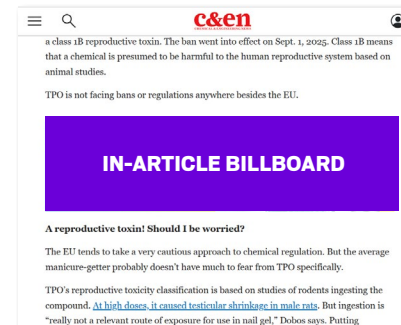 c&en
CHEMICAL & ENGINEERING NEWS
a class 1B reproductive toxin. The ban went into effect on Sept. 1, 2025. Class 1B means
that a chemical is presumed to be harmful to the human reproductive system based on
animal studies.
TPO is not facing bans or regulations anywhere besides the EU.
IN-ARTICLE BILLBOARD
A reproductive toxin! Should I be worried?
The EU tends to take a very cautious approach to chemical regulation. But the average
manicure-getter probably doesn't have much to fear from TPO specifically.
TPO's reproductive toxicity classification is based on studies of rodents ingesting the
compound. At high doses, it caused testicular shrinkage in male rats. But ingestion is
"really not a relevant route of exposure for use in nail gel," Dobos says. Putting